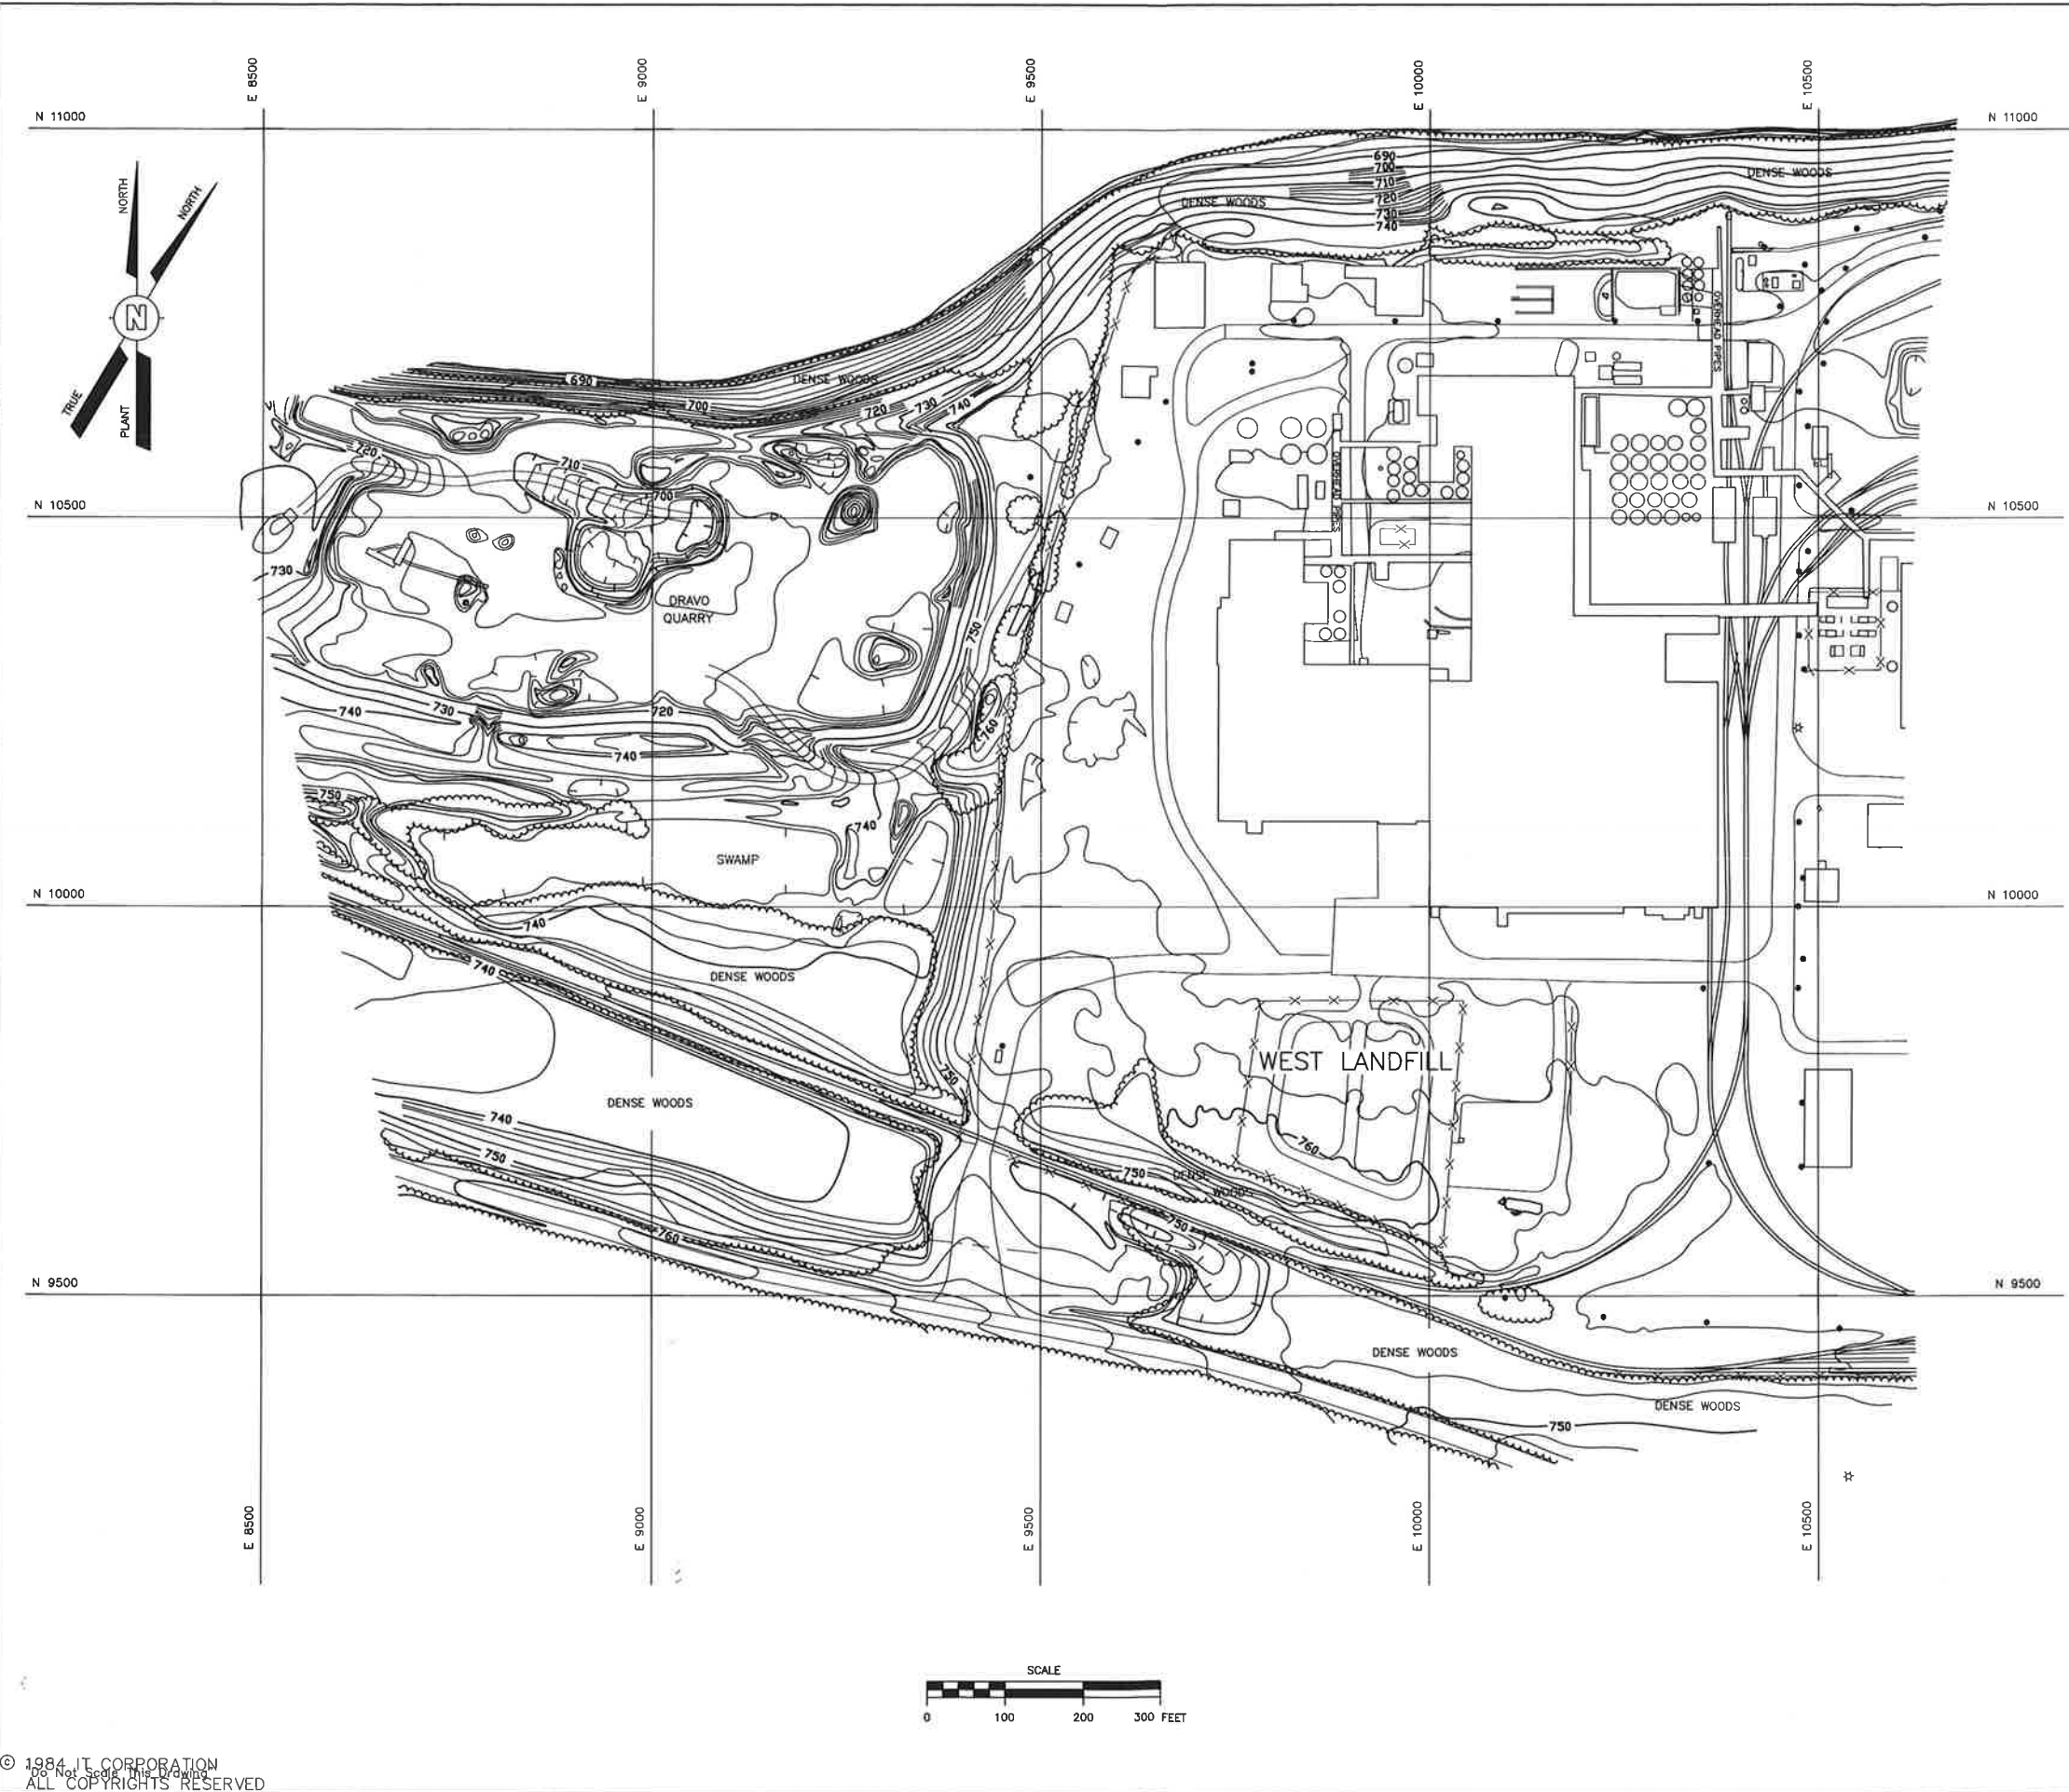 E 8500
E 9000
E 9500
E 10000
E 10500
N 11000
N 11000
690
700
710
720
730
740
DENSE WOODS
DENSE WOODS
NORTH
NORTH
N
TRUE
PLANT
OVERHEAD PIPES
690
DENSE WOODS
700
720
730
740
720
710
700
OVERHEAD PIPES
N 10500
N 10500
730
DRAVO
QUARRY
750
740
730
720
760
740
750
740
SWAMP
N 10000
N 10000
740
740
DENSE WOODS
WEST LANDFILL
750
DENSE WOODS
740
760
750
750
DENSE
WOODS
750
760
N 9500
N 9500
DENSE WOODS
DENSE WOODS
750
E 8500
E 9000
E 9500
E 10000
E 10500
SCALE
0 100 200 300 FEET
© 1984 IT CORPORATION
"Do Not Scale This Drawing"
ALL COPYRIGHTS RESERVED